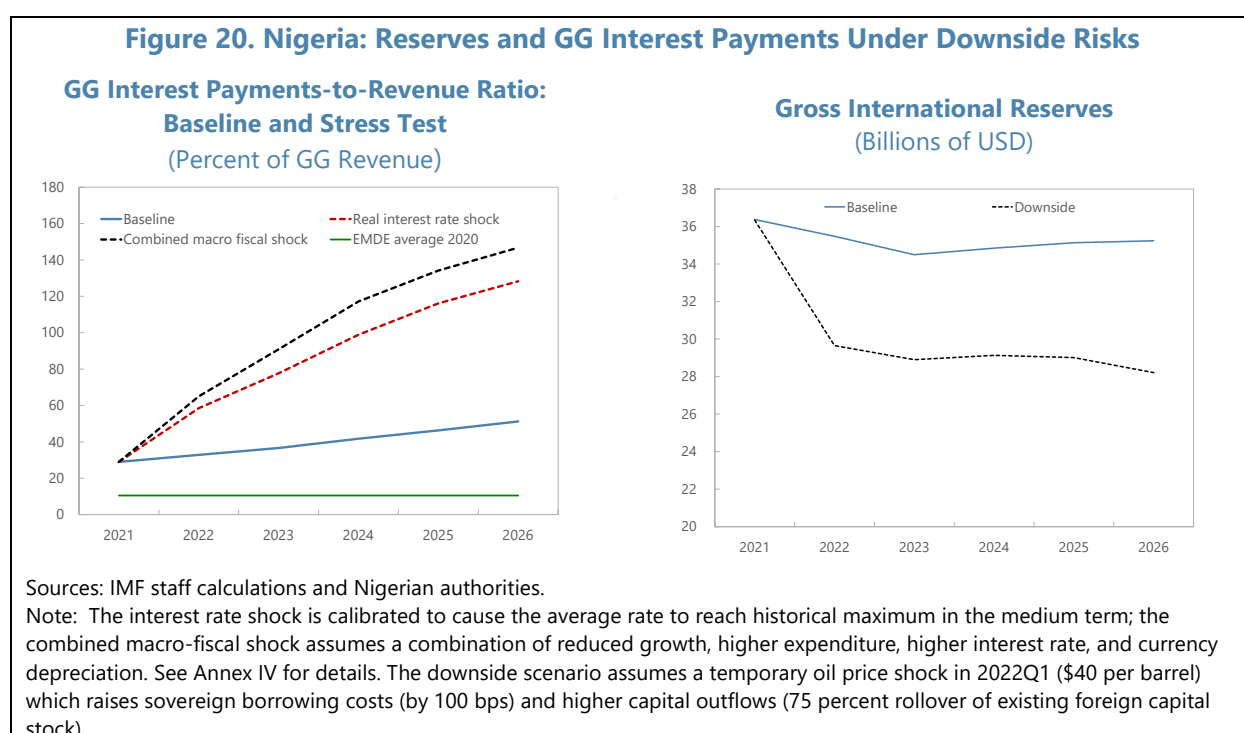 Figure 20. Nigeria: Reserves and GG Interest Payments Under Downside Risks
GG Interest Payments-to-Revenue Ratio:
Baseline and Stress Test
(Percent of GG Revenue)
180
160
140
120
100
80
60
40
20
0
Baseline
Real interest rate shock
Combined macro fiscal shock
EMDE average 2020
2021 2022 2023 2024 2025 2026
Gross International Reserves
(Billions of USD)
38
36
34
32
30
28
26
24
22
20
Baseline
Downside
2021 2022 2023 2024 2025 2026
Sources: IMF staff calculations and Nigerian authorities.
Note: The interest rate shock is calibrated to cause the average rate to reach historical maximum in the medium term; the
combined macro-fiscal shock assumes a combination of reduced growth, higher expenditure, higher interest rate, and currency
depreciation. See Annex IV for details. The downside scenario assumes a temporary oil price shock in 2022Q1 ($40 per barrel)
which raises sovereign borrowing costs (by 100 bps) and higher capital outflows (75 percent rollover of existing foreign capital
stock)